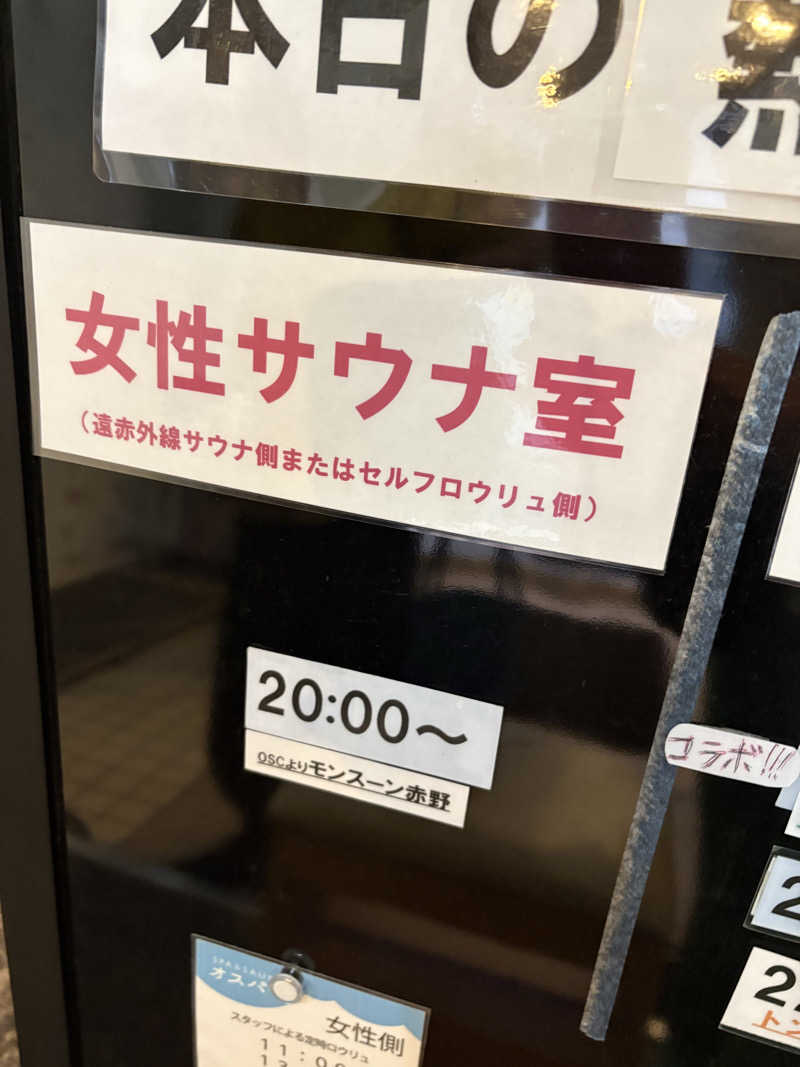 本日の 熱
女性サウナ室
（遠赤外線サウナ側またはセルフロウリュ側）
20:00〜
OSCよりモンスーン赤野
コラボ!!!
オスパ
女性側
スタッフによる定時ロウリュ